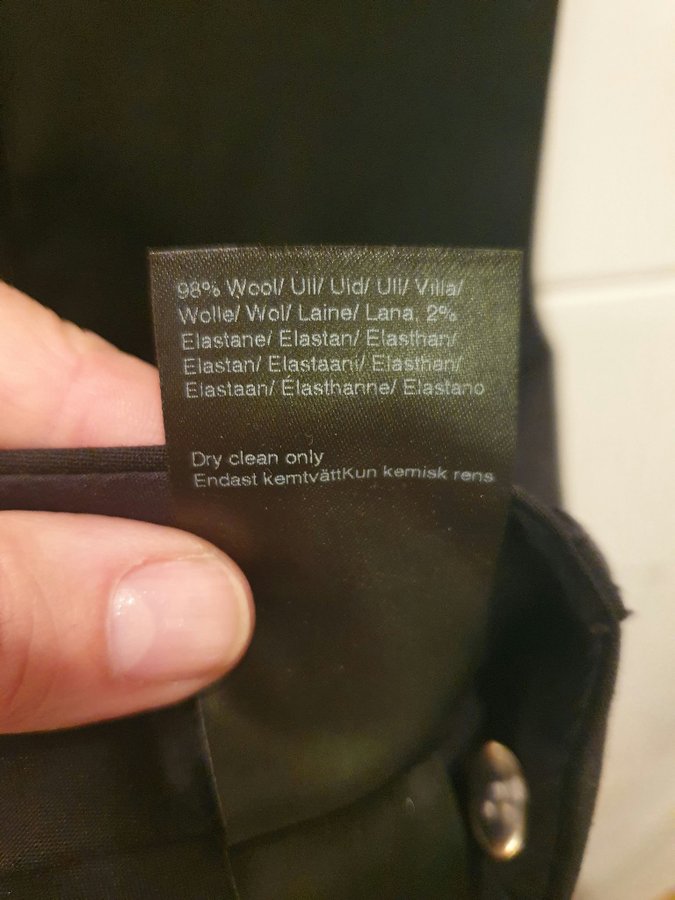 98% Wool/ Ull/ Uld/ Ull/ Villa/
Wolle/ Wol/ Laine/ Lana. 2%
Elastane/ Elastan/ Elasthan/
Elastan/ Elastaani/ Elasthan/
Elastaan/ Élasthanne/ Elastano
Dry clean only
Endast kemtvättKun kemisk rens